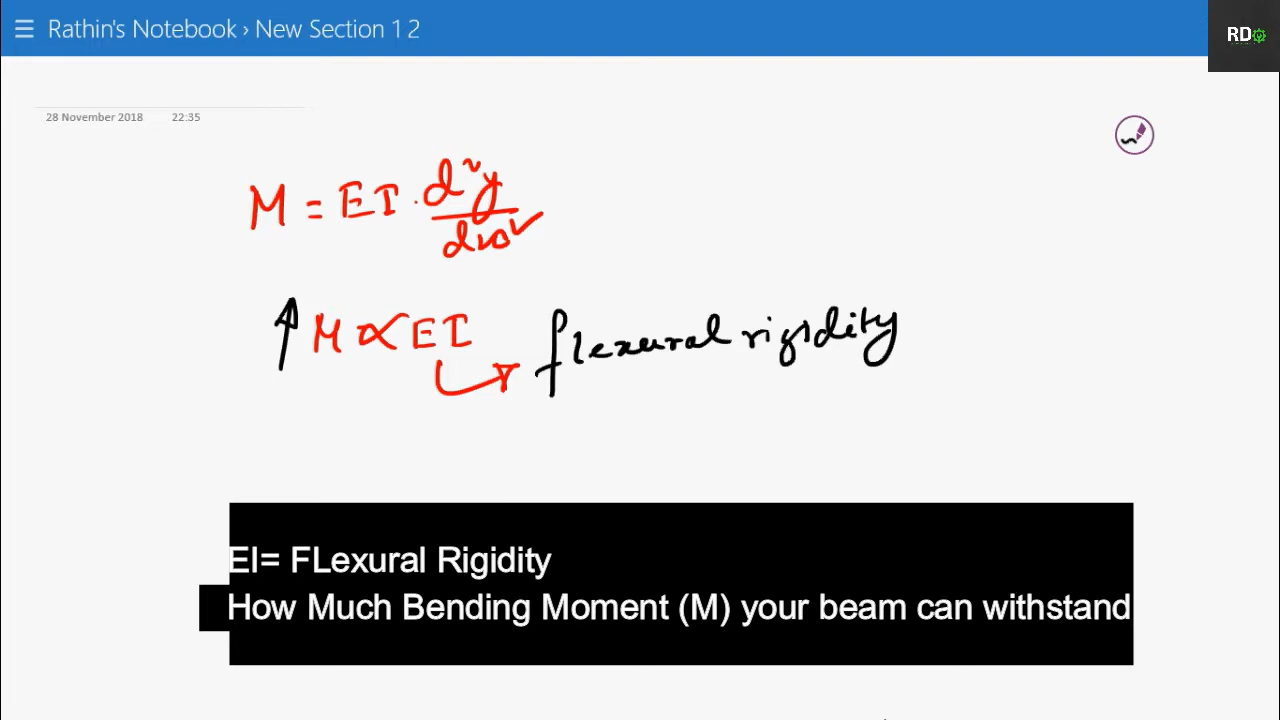 Rathin's Notebook › New Section 1 2
RD
28 November 2018 22:35
M = EI · d²y/dx²
↑ M ∝ EI → flexural rigidity
EI= FLexural Rigidity
How Much Bending Moment (M) your beam can withstand